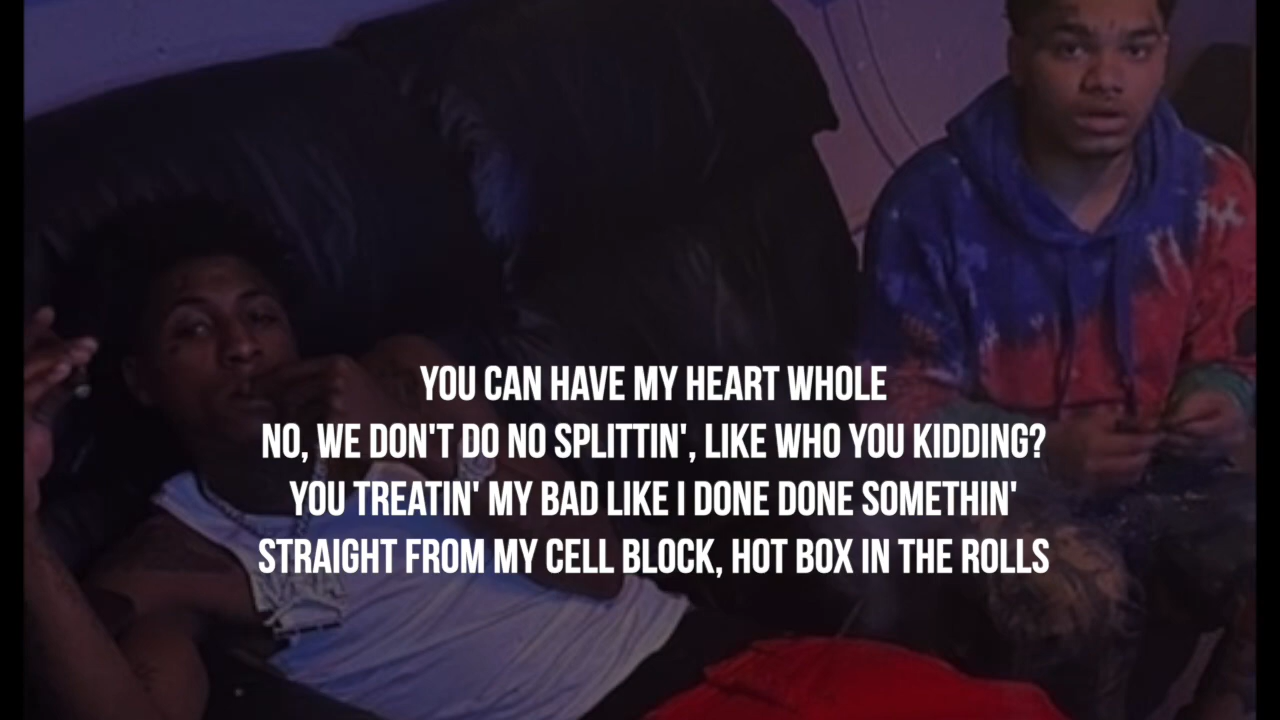 YOU CAN HAVE MY HEART WHOLE
NO, WE DON'T DO NO SPLITTIN', LIKE WHO YOU KIDDING?
YOU TREATIN' MY BAD LIKE I DONE DONE SOMETHIN'
STRAIGHT FROM MY CELL BLOCK, HOT BOX IN THE ROLLS